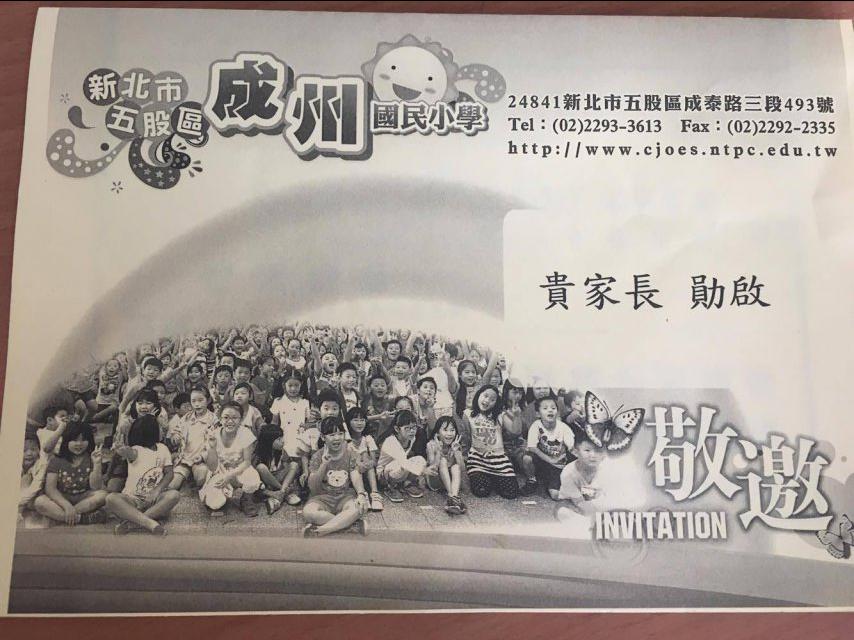 新北市
五股區
成州
國民小學
24841新北市五股區成泰路三段493號
Tel：(02)2293-3613 Fax：(02)2292-2335
http://www.cjoes.ntpc.edu.tw
貴家長 勛啟
敬邀
INVITATION